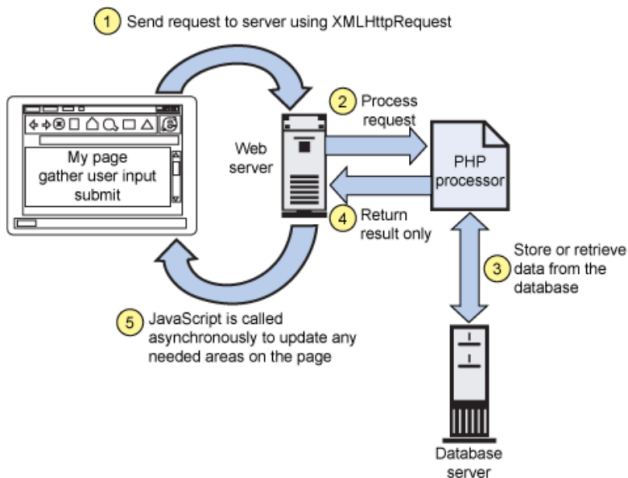 1 Send request to server using XMLHttpRequest
2 Process
request
Web
server
My page
gather user input
submit
PHP
processor
4 Return
result only
3 Store or retrieve
data from the
database
5 JavaScript is called
asynchronously to update any
needed areas on the page
Database
server